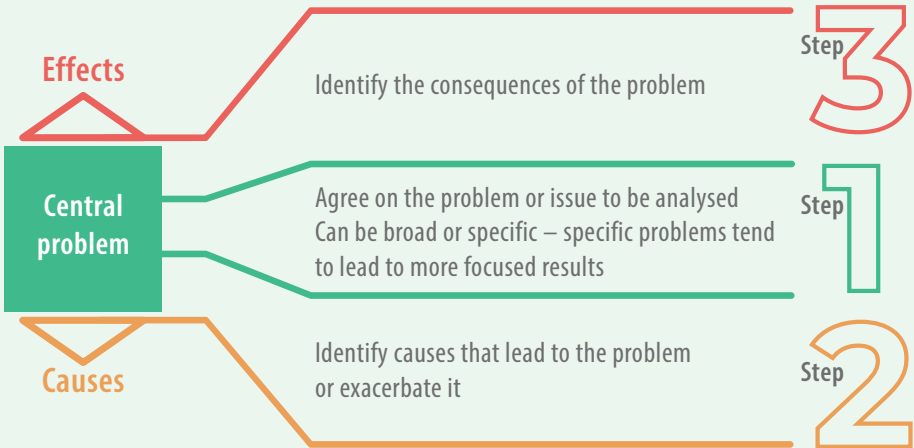 Effects
Identify the consequences of the problem
Step 3
Central
problem
Agree on the problem or issue to be analysed
Can be broad or specific – specific problems tend
to lead to more focused results
Step 1
Causes
Identify causes that lead to the problem
or exacerbate it
Step 2